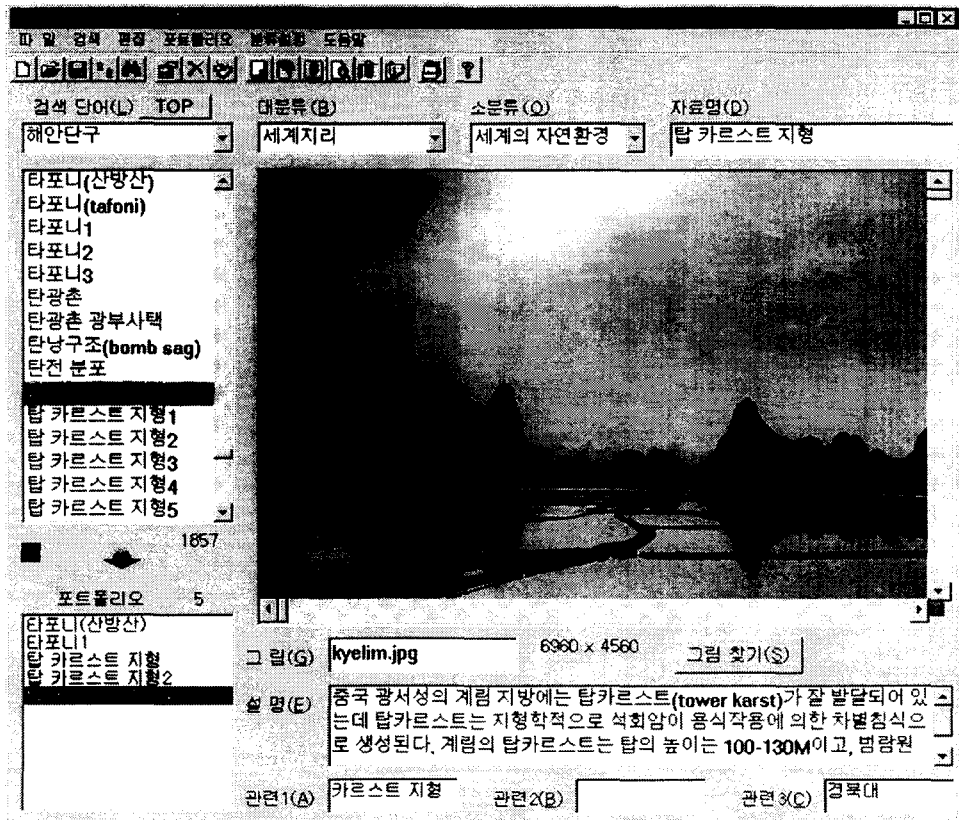 파 일 검색 편집 포트폴리오 분류설정 도움말
검색 단어(L) TOP 대분류(B) 소분류(O) 자료명(D)
해안단구 세계지리 세계의 자연환경 탑 카르스트 지형
타포니(산방산)
타포니(tafoni)
타포니1
타포니2
타포니3
탄광촌
탄광촌 광부사택
탄낭구조(bomb sag)
탄전 분포
탑 카르스트 지형1
탑 카르스트 지형2
탑 카르스트 지형3
탑 카르스트 지형4
탑 카르스트 지형5
1857
포트폴리오 5
타포니(산방산)
타포니1
탑 카르스트 지형
탑 카르스트 지형2
그 림(G) kyelim.jpg 6960 x 4560 그림 찾기(S)
설 명(E) 중국 광서성의 계림 지방에는 탑카르스트(tower karst)가 잘 발달되어 있
는데 탑카르스트는 지형학적으로 석회암이 용식작용에 의한 차별침식으
로 생성된다. 계림의 탑카르스트는 탑의 높이는 100-130M이고, 범람원
관련1(A) 카르스트 지형 관련2(B) 관련3(C) 경북대